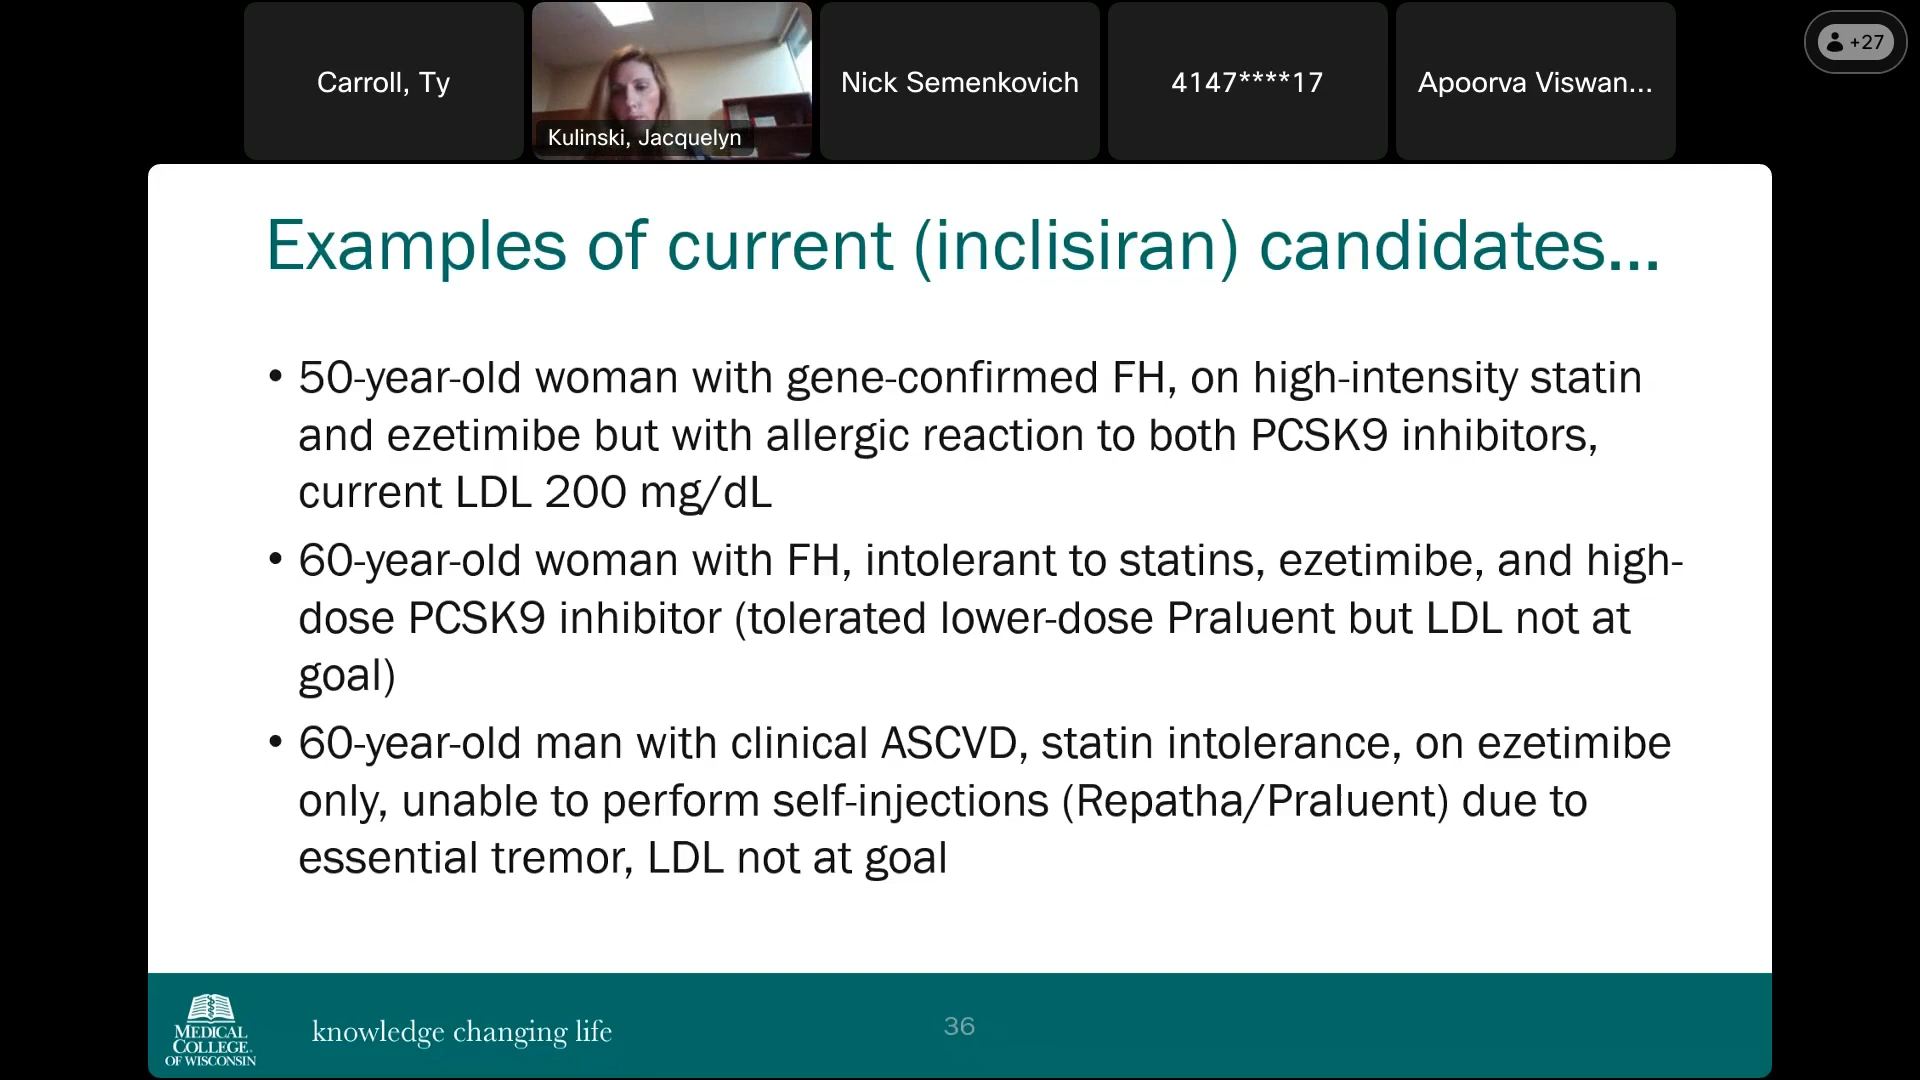 Carroll, Ty
Kulinski, Jacquelyn
Nick Semenkovich
4147****17
Apoorva Viswan...
+27
Examples of current (inclisiran) candidates...
• 50-year-old woman with gene-confirmed FH, on high-intensity statin
and ezetimibe but with allergic reaction to both PCSK9 inhibitors,
current LDL 200 mg/dL
• 60-year-old woman with FH, intolerant to statins, ezetimibe, and high-
dose PCSK9 inhibitor (tolerated lower-dose Praluent but LDL not at
goal)
• 60-year-old man with clinical ASCVD, statin intolerance, on ezetimibe
only, unable to perform self-injections (Repatha/Praluent) due to
essential tremor, LDL not at goal
MEDICAL
COLLEGE
OF WISCONSIN
knowledge changing life
36